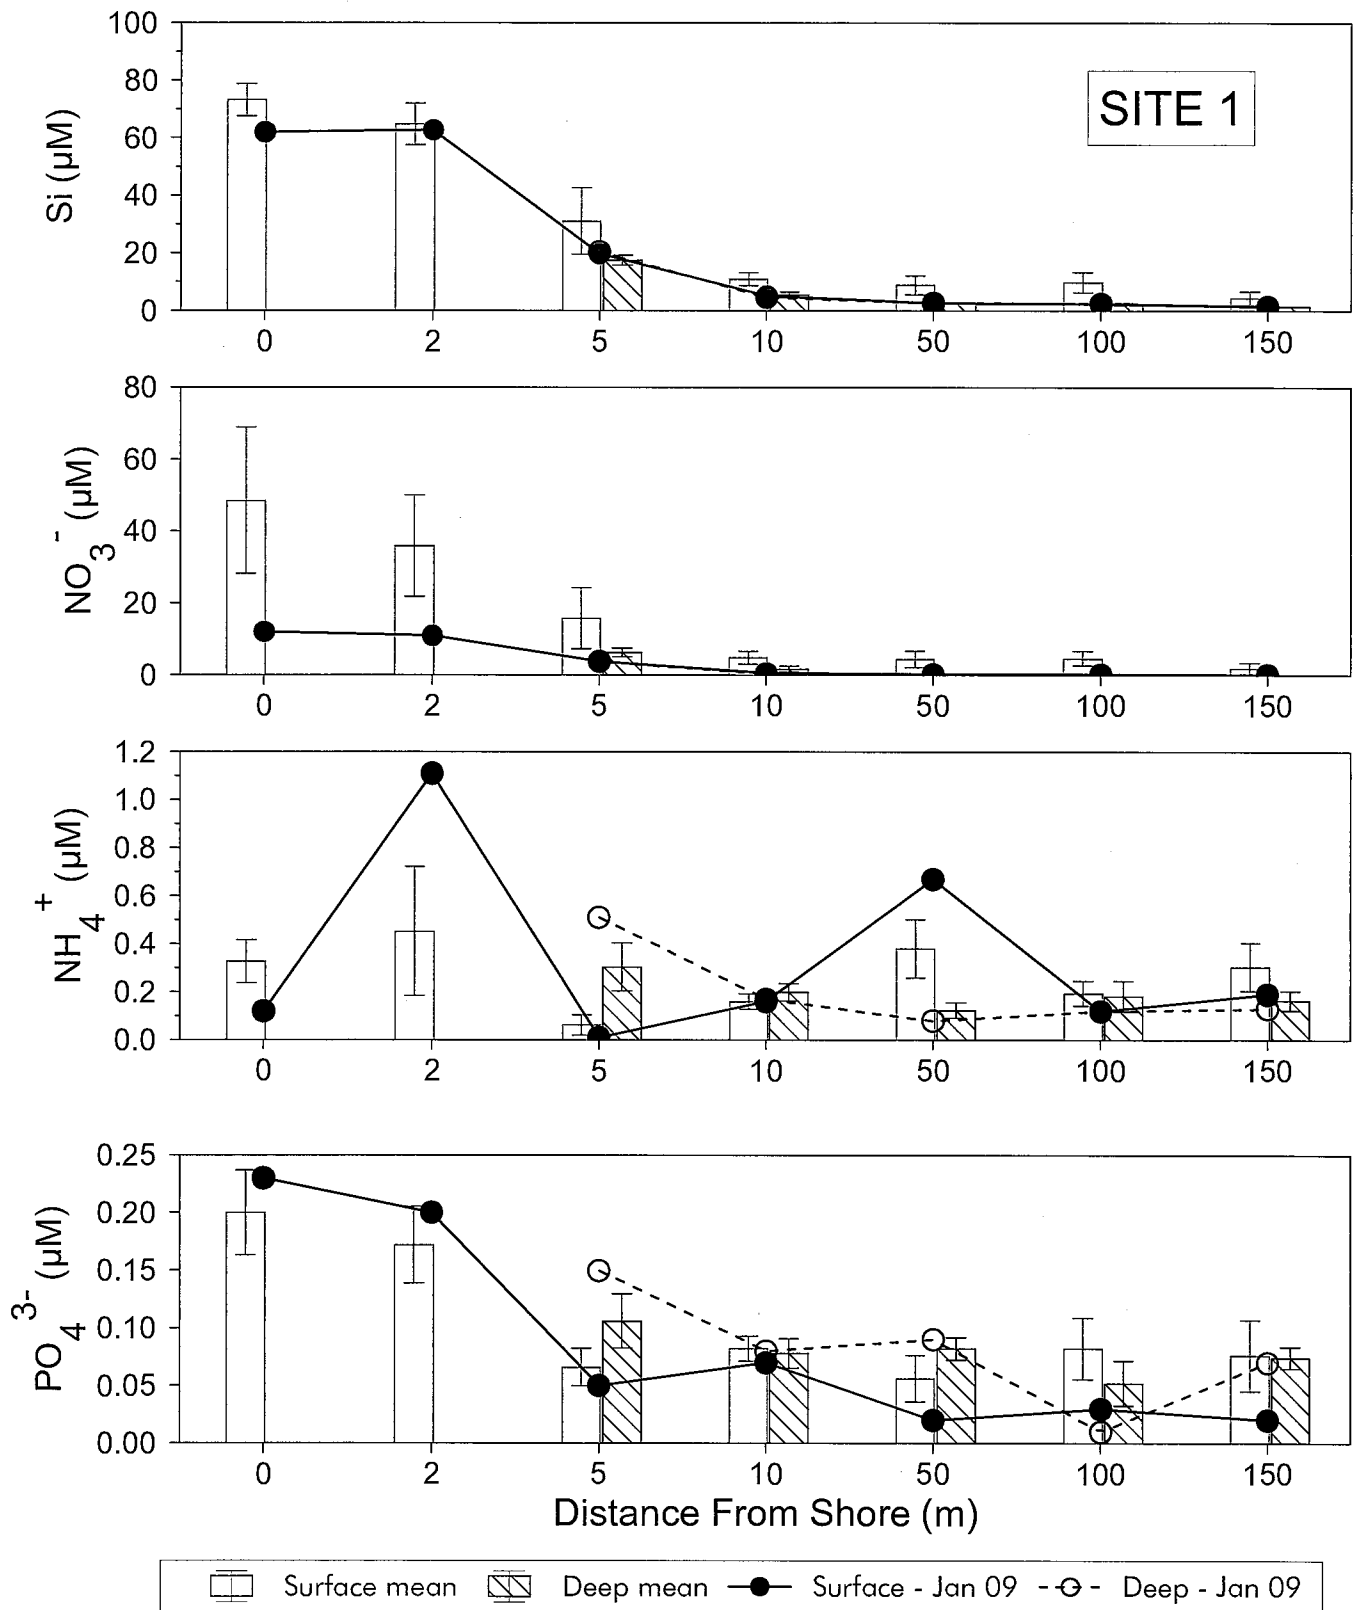 SITE 1
Si (µM)
100
80
60
40
20
0
0 2 5 10 50 100 150
NO3- (µM)
80
60
40
20
0
0 2 5 10 50 100 150
NH4+ (µM)
1.2
1.0
0.8
0.6
0.4
0.2
0.0
0 2 5 10 50 100 150
PO4 3- (µM)
0.25
0.20
0.15
0.10
0.05
0.00
0 2 5 10 50 100 150
Distance From Shore (m)
Surface mean Deep mean Surface - Jan 09 Deep - Jan 09